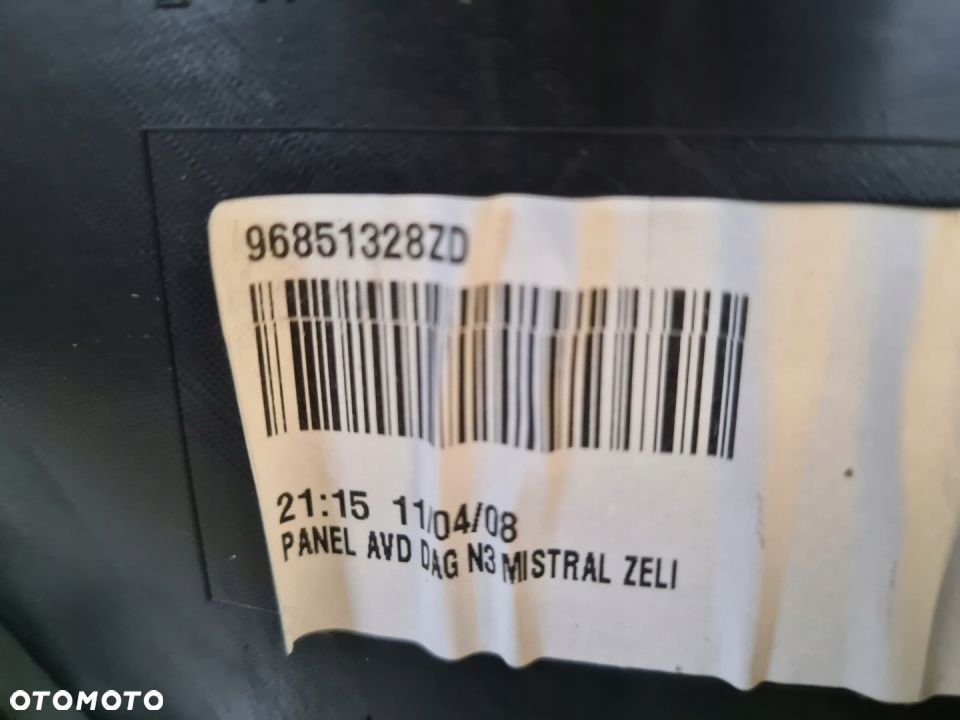 96851328ZD
21:15 11/04/08
PANEL AVD DAG N3 MISTRAL ZELI
OTOMOTO